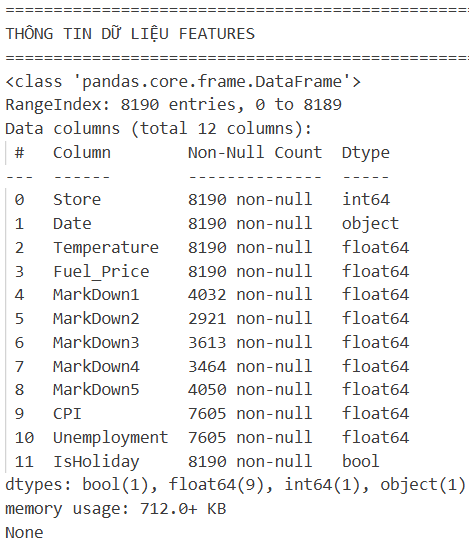 ==================================================
THÔNG TIN DỮ LIỆU FEATURES
==================================================
<class 'pandas.core.frame.DataFrame'>
RangeIndex: 8190 entries, 0 to 8189
Data columns (total 12 columns):
 #   Column        Non-Null Count  Dtype
---  ------        --------------  -----
 0   Store         8190 non-null   int64
 1   Date          8190 non-null   object
 2   Temperature   8190 non-null   float64
 3   Fuel_Price    8190 non-null   float64
 4   MarkDown1     4032 non-null   float64
 5   MarkDown2     2921 non-null   float64
 6   MarkDown3     3613 non-null   float64
 7   MarkDown4     3464 non-null   float64
 8   MarkDown5     4050 non-null   float64
 9   CPI           7605 non-null   float64
 10  Unemployment  7605 non-null   float64
 11  IsHoliday     8190 non-null   bool
dtypes: bool(1), float64(9), int64(1), object(1)
memory usage: 712.0+ KB
None